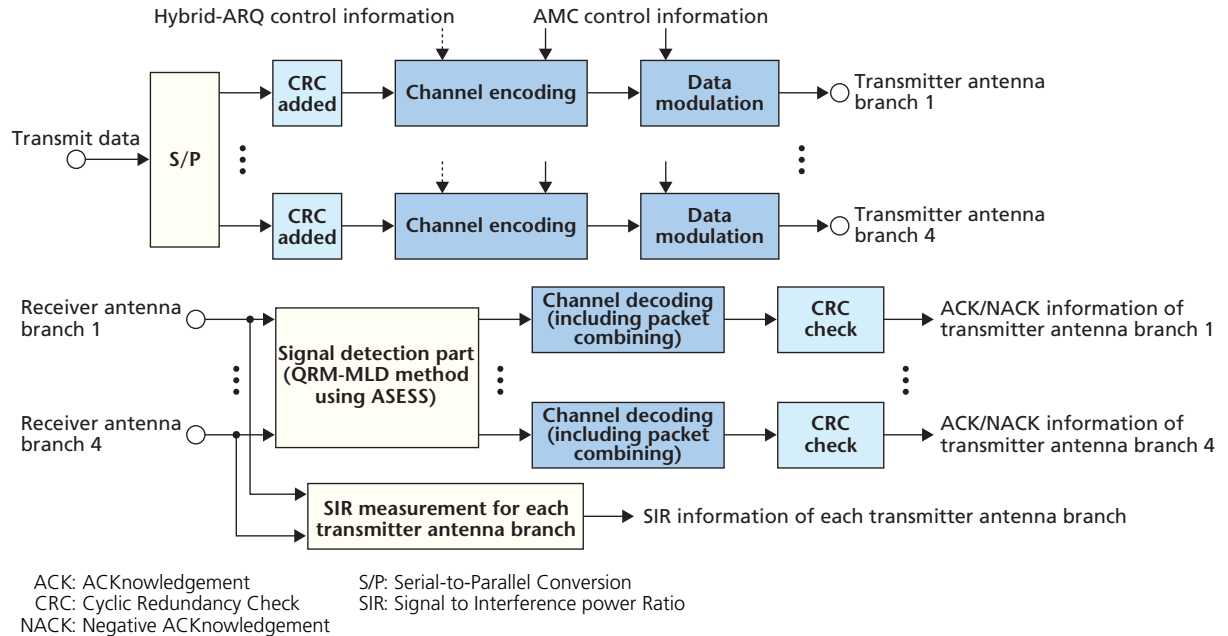 Hybrid-ARQ control information
AMC control information
Transmit data
S/P
CRC
added
Channel encoding
Data
modulation
Transmitter antenna
branch 1
CRC
added
Channel encoding
Data
modulation
Transmitter antenna
branch 4
Receiver antenna
branch 1
Receiver antenna
branch 4
Signal detection part
(QRM-MLD method
using ASESS)
Channel decoding
(including packet
combining)
CRC
check
ACK/NACK information of
transmitter antenna branch 1
Channel decoding
(including packet
combining)
CRC
check
ACK/NACK information of
transmitter antenna branch 4
SIR measurement for each
transmitter antenna branch
SIR information of each transmitter antenna branch
ACK: ACKnowledgement
CRC: Cyclic Redundancy Check
NACK: Negative ACKnowledgement
S/P: Serial-to-Parallel Conversion
SIR: Signal to Interference power Ratio